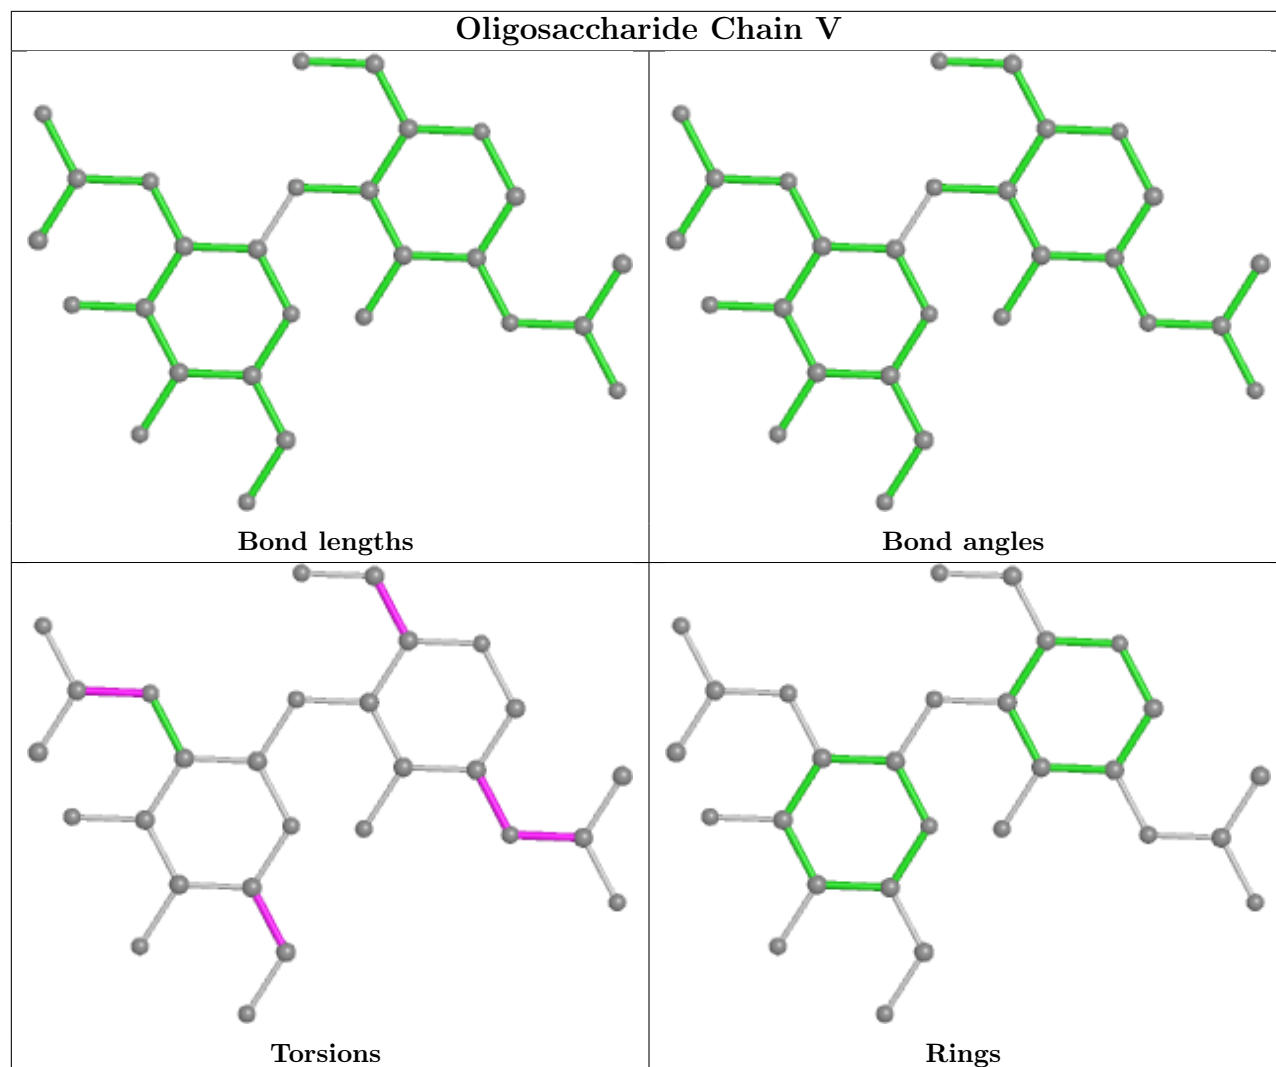 Oligosaccharide Chain V
Bond lengths
Bond angles
Torsions
Rings